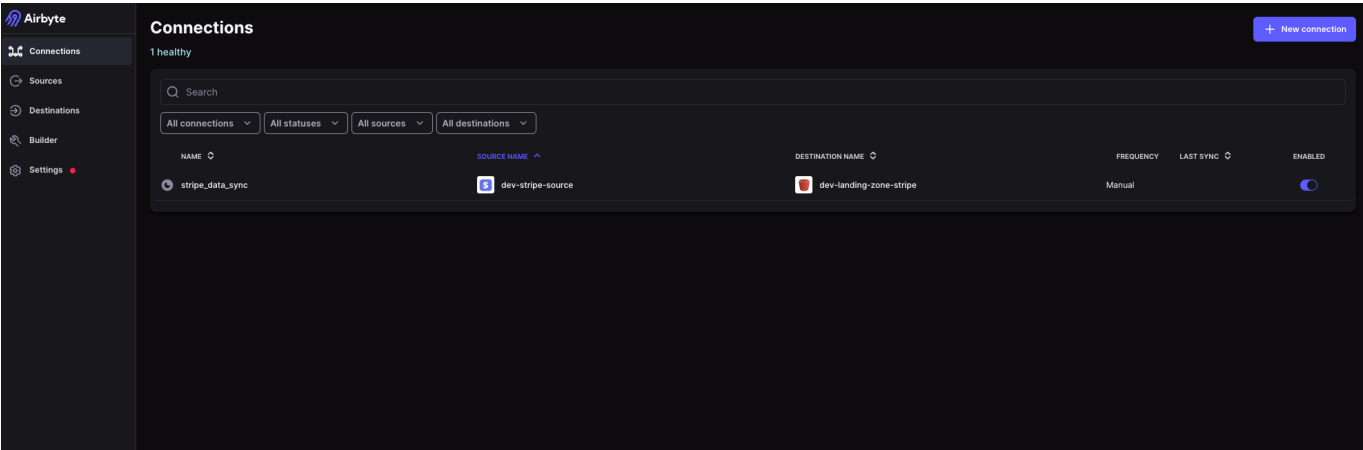 Airbyte
Connections
Sources
Destinations
Builder
Settings
Connections
1 healthy
New connection
Search
All connections All statuses All sources All destinations
NAME SOURCE NAME DESTINATION NAME FREQUENCY LAST SYNC ENABLED
stripe_data_sync S dev-stripe-source dev-landing-zone-stripe Manual